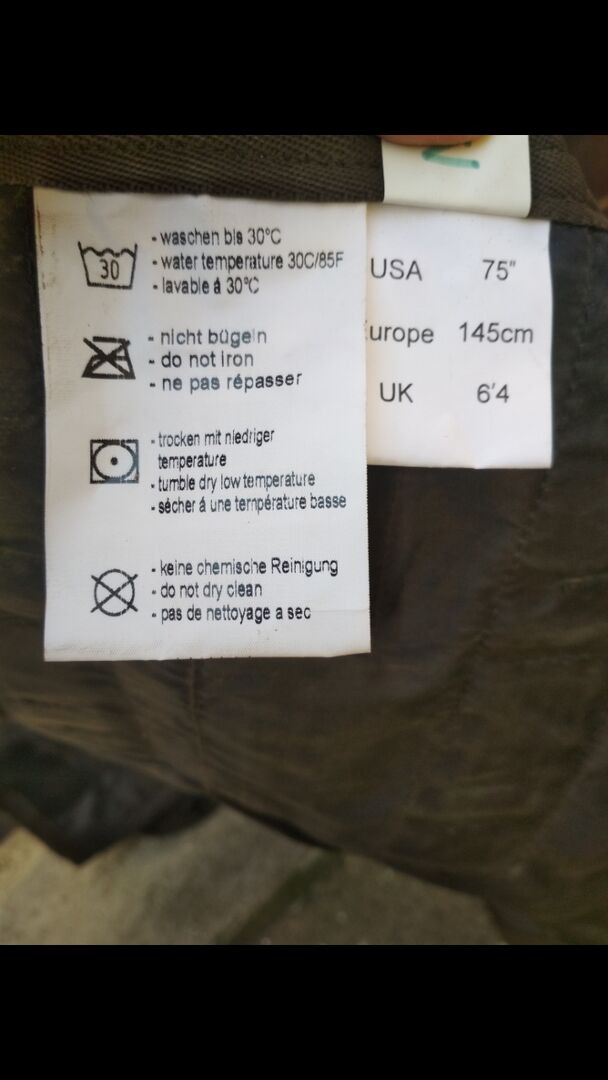 30
- waschen bis 30°C
- water temperature 30C/85F
- lavable á 30°C
- nicht bügeln
- do not iron
- ne pas répasser
- trocken mit niedriger
temperature
- tumble dry low temperature
- sécher á une température basse
- keine chemische Reinigung
- do not dry clean
- pas de nettoyage a sec
USA 75"
urope 145cm
UK 6'4